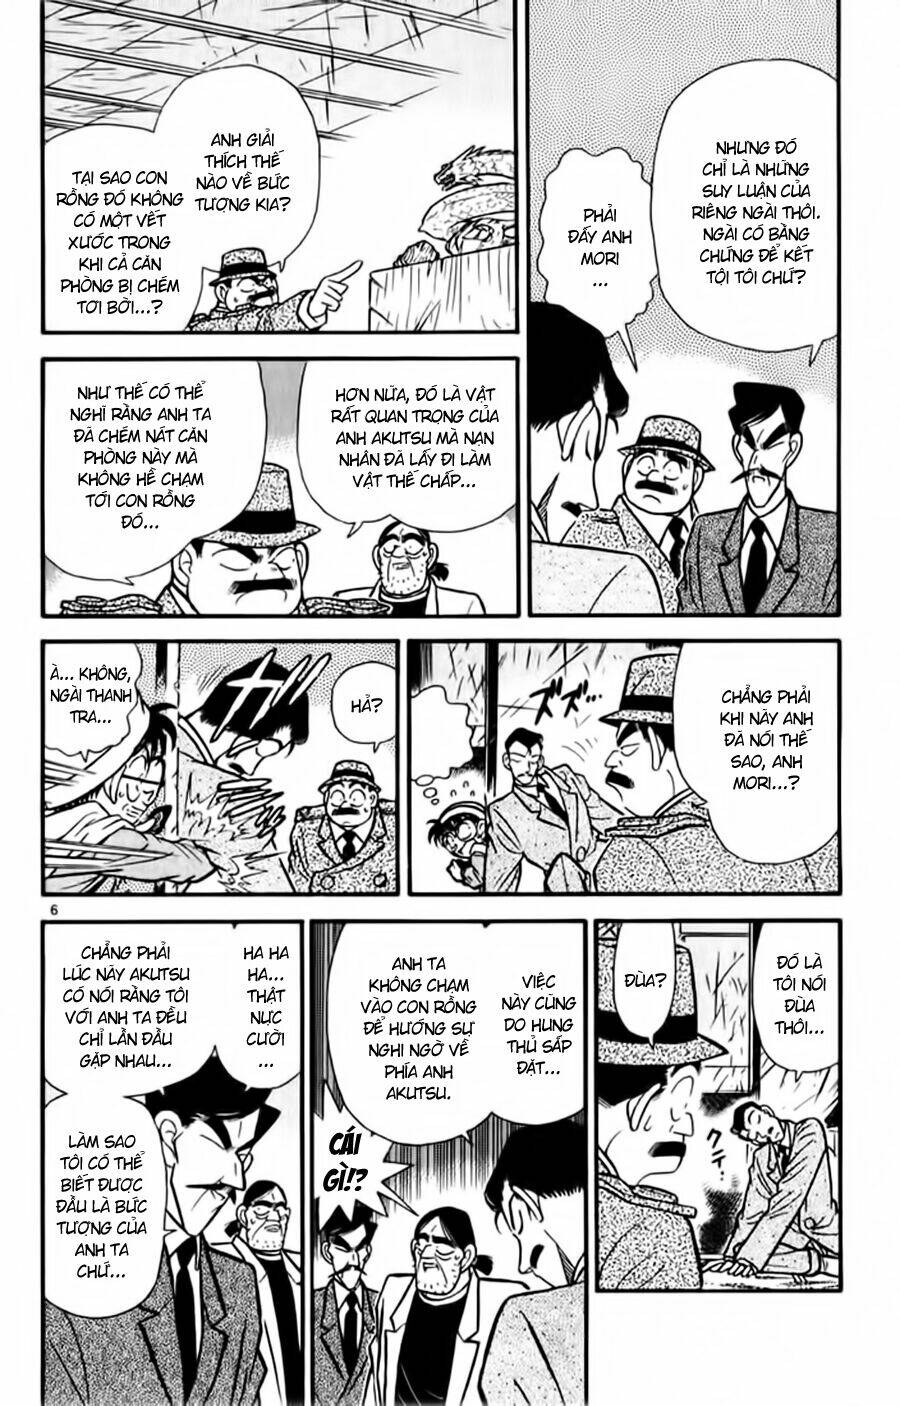 NHƯNG ĐÓ
CHỈ LÀ NHỮNG
SUY LUẬN CỦA
RIÊNG NGÀI THÔI.
NGÀI CÓ BẰNG
CHỨNG ĐỂ KẾT
TỘI TÔI CHỨ?
PHẢI
ĐẤY ANH
MORI
...
ANH GIẢI
THÍCH THẾ
NÀO VỀ BỨC
TƯỢNG KIA?
TẠI SAO CON
RỒNG ĐÓ KHÔNG
CÓ MỘT VẾT
XƯỚC TRONG
KHI CẢ CĂN
PHÒNG BỊ CHÉM
TƠI BỜI...?
HƠN NỮA, ĐÓ LÀ VẬT
RẤT QUAN TRỌNG CỦA
ANH AKUTSU MÀ NẠN
NHÂN ĐÃ LẤY ĐI LÀM
VẬT THẾ CHẤP...
NHƯ THẾ CÓ THỂ
NGHĨ RẰNG ANH TA
ĐÃ CHÉM NÁT CĂN
PHÒNG NÀY MÀ
KHÔNG HỀ CHẠM
TỚI CON RỒNG
ĐÓ...
CHẲNG PHẢI
KHI NÃY ANH
ĐÃ NÓI THẾ
SAO, ANH
MORI...?
ズズ...
HẢ?
À... KHÔNG,
NGÀI THANH
TRA...
6
ĐÓ LÀ
TÔI NÓI
ĐÙA
THÔI...
ĐÙA?
VIỆC
NÀY CŨNG
DO HUNG
THỦ SẮP
ĐẶT...
ANH TA
KHÔNG CHẠM
VÀO CON RỒNG
ĐỂ HƯỚNG SỰ
NGHI NGỜ VỀ
PHÍA ANH
AKUTSU.
CÁI
GÌ!?
HA HA
HA...
THẬT
NỰC
CƯỜI
...
CHẲNG PHẢI
LÚC NÃY AKUTSU
CÓ NÓI RẰNG TÔI
VỚI ANH TA ĐỀU
CHỈ LẦN ĐẦU
GẶP NHAU...
LÀM SAO
TÔI CÓ THỂ
BIẾT ĐƯỢC
ĐÂU LÀ BỨC
TƯỢNG CỦA
ANH TA
CHỨ...